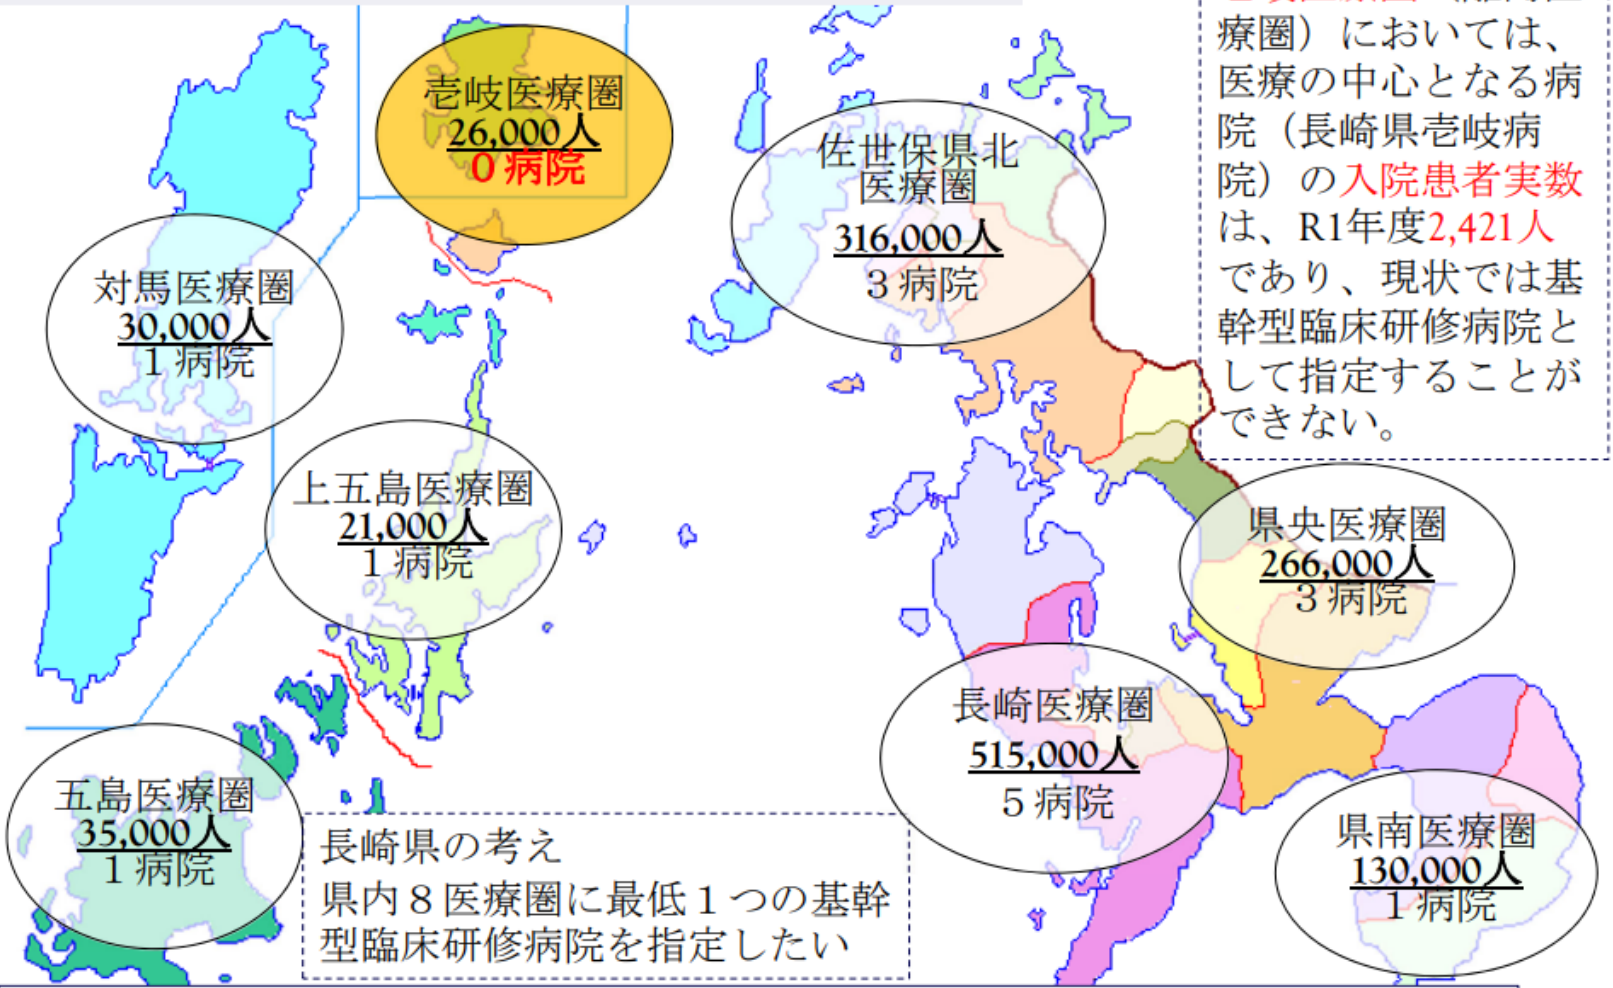 壱岐医療圏
26,000人
０病院
佐世保県北
医療圏
316,000人
３病院
療圏）においては、
医療の中心となる病
院（長崎県壱岐病
院）の入院患者実数
は、R1年度2,421人
であり、現状では基
幹型臨床研修病院と
して指定することが
できない。
対馬医療圏
30,000人
１病院
上五島医療圏
21,000人
１病院
県央医療圏
266,000人
３病院
長崎医療圏
515,000人
５病院
五島医療圏
35,000人
１病院
県南医療圏
130,000人
１病院
長崎県の考え
県内８医療圏に最低１つの基幹
型臨床研修病院を指定したい